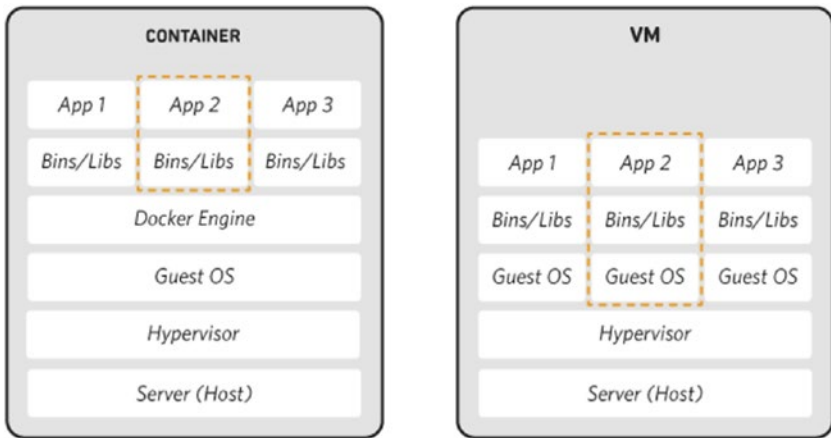 CONTAINER
App 1 App 2 App 3
Bins/Libs Bins/Libs Bins/Libs
Docker Engine
Guest OS
Hypervisor
Server (Host)
VM
App 1 App 2 App 3
Bins/Libs Bins/Libs Bins/Libs
Guest OS Guest OS Guest OS
Hypervisor
Server (Host)